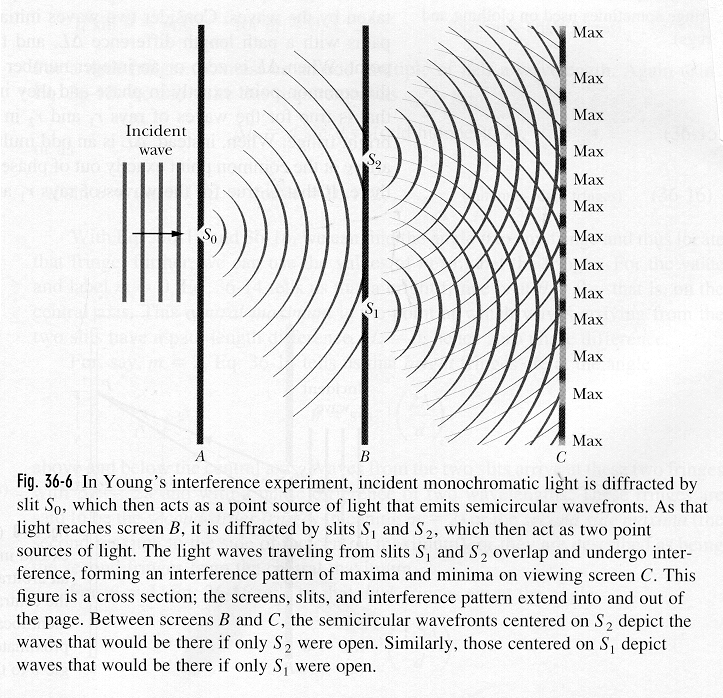 Max
Max
Max
Incident
wave
Max
S2
Max
Max
S0
Max
Max
Max
S1
Max
Max
Max
Max
A B C
Fig. 36-6 In Young's interference experiment, incident monochromatic light is diffracted by
slit S0, which then acts as a point source of light that emits semicircular wavefronts. As that
light reaches screen B, it is diffracted by slits S1 and S2, which then act as two point
sources of light. The light waves traveling from slits S1 and S2 overlap and undergo inter-
ference, forming an interference pattern of maxima and minima on viewing screen C. This
figure is a cross section; the screens, slits, and interference pattern extend into and out of
the page. Between screens B and C, the semicircular wavefronts centered on S2 depict the
waves that would be there if only S2 were open. Similarly, those centered on S1 depict
waves that would be there if only S1 were open.